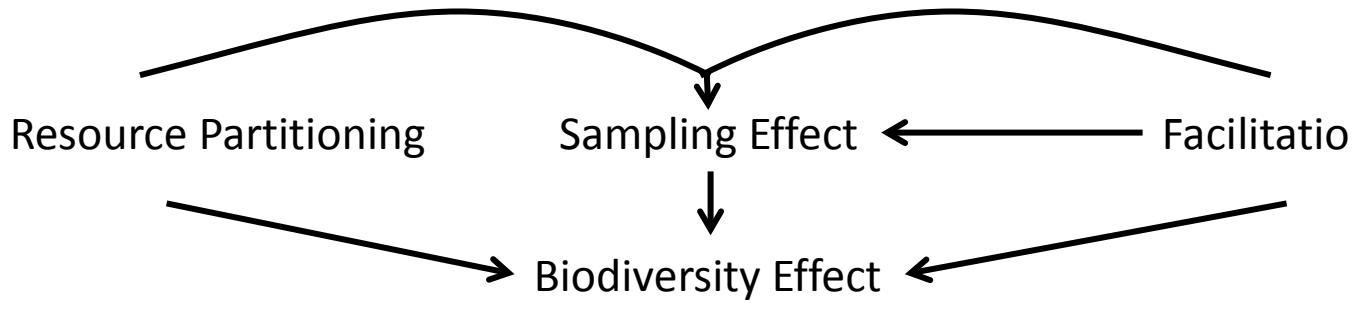 Resource Partitioning Sampling Effect Facilitatio
Biodiversity Effect